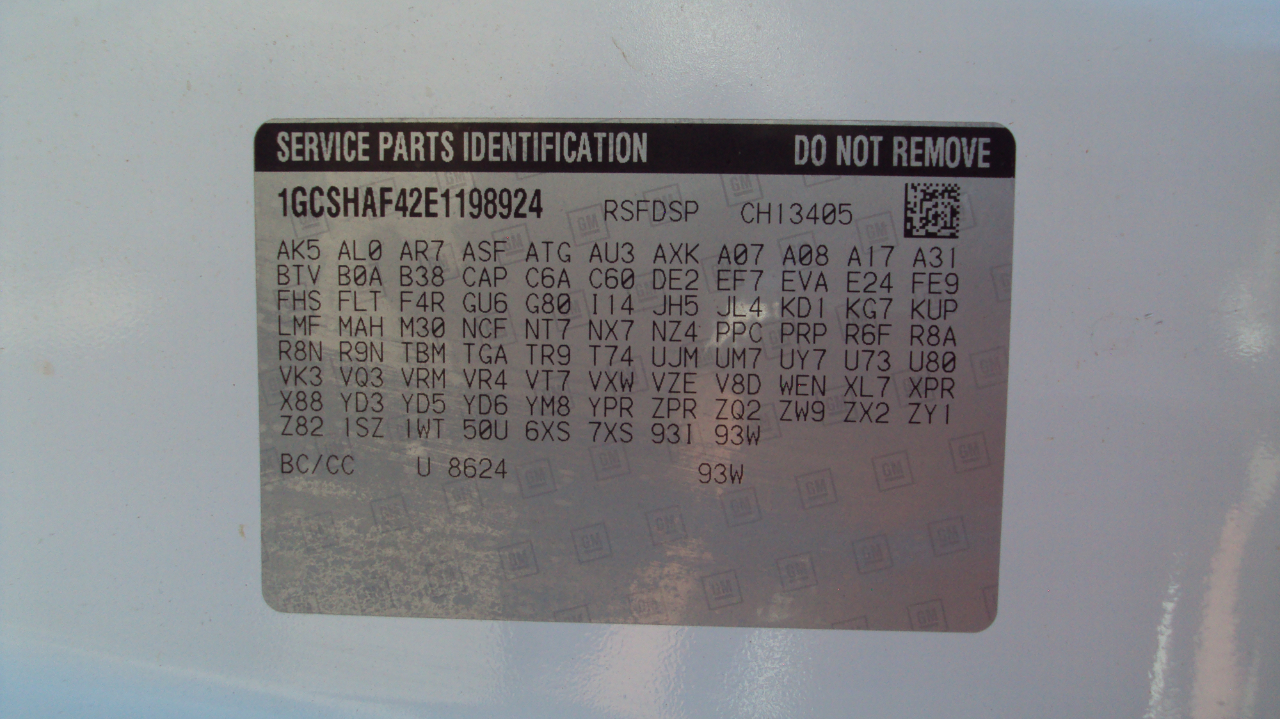 SERVICE PARTS IDENTIFICATION DO NOT REMOVE
1GCSHAF42E1198924 RSFDSP CHI3405
AK5 AL0 AR7 ASF ATG AU3 AXK A07 A08 A17 A31
BTV B0A B38 CAP C6A C60 DE2 EF7 EVA E24 FE9
FHS FLT F4R GU6 G80 I14 JH5 JL4 KD1 KG7 KUP
LMF MAH M30 NCF NT7 NX7 NZ4 PPC PRP R6F R8A
R8N R9N TBM TGA TR9 T74 UJM UM7 UY7 U73 U80
VK3 VQ3 VRM VR4 VT7 VXW VZE V8D WEN XL7 XPR
X88 YD3 YD5 YD6 YM8 YPR ZPR ZQ2 ZW9 ZX2 ZY1
Z82 1SZ 1WT 50U 6XS 7XS 93I 93W
BC/CC U 8624 93W